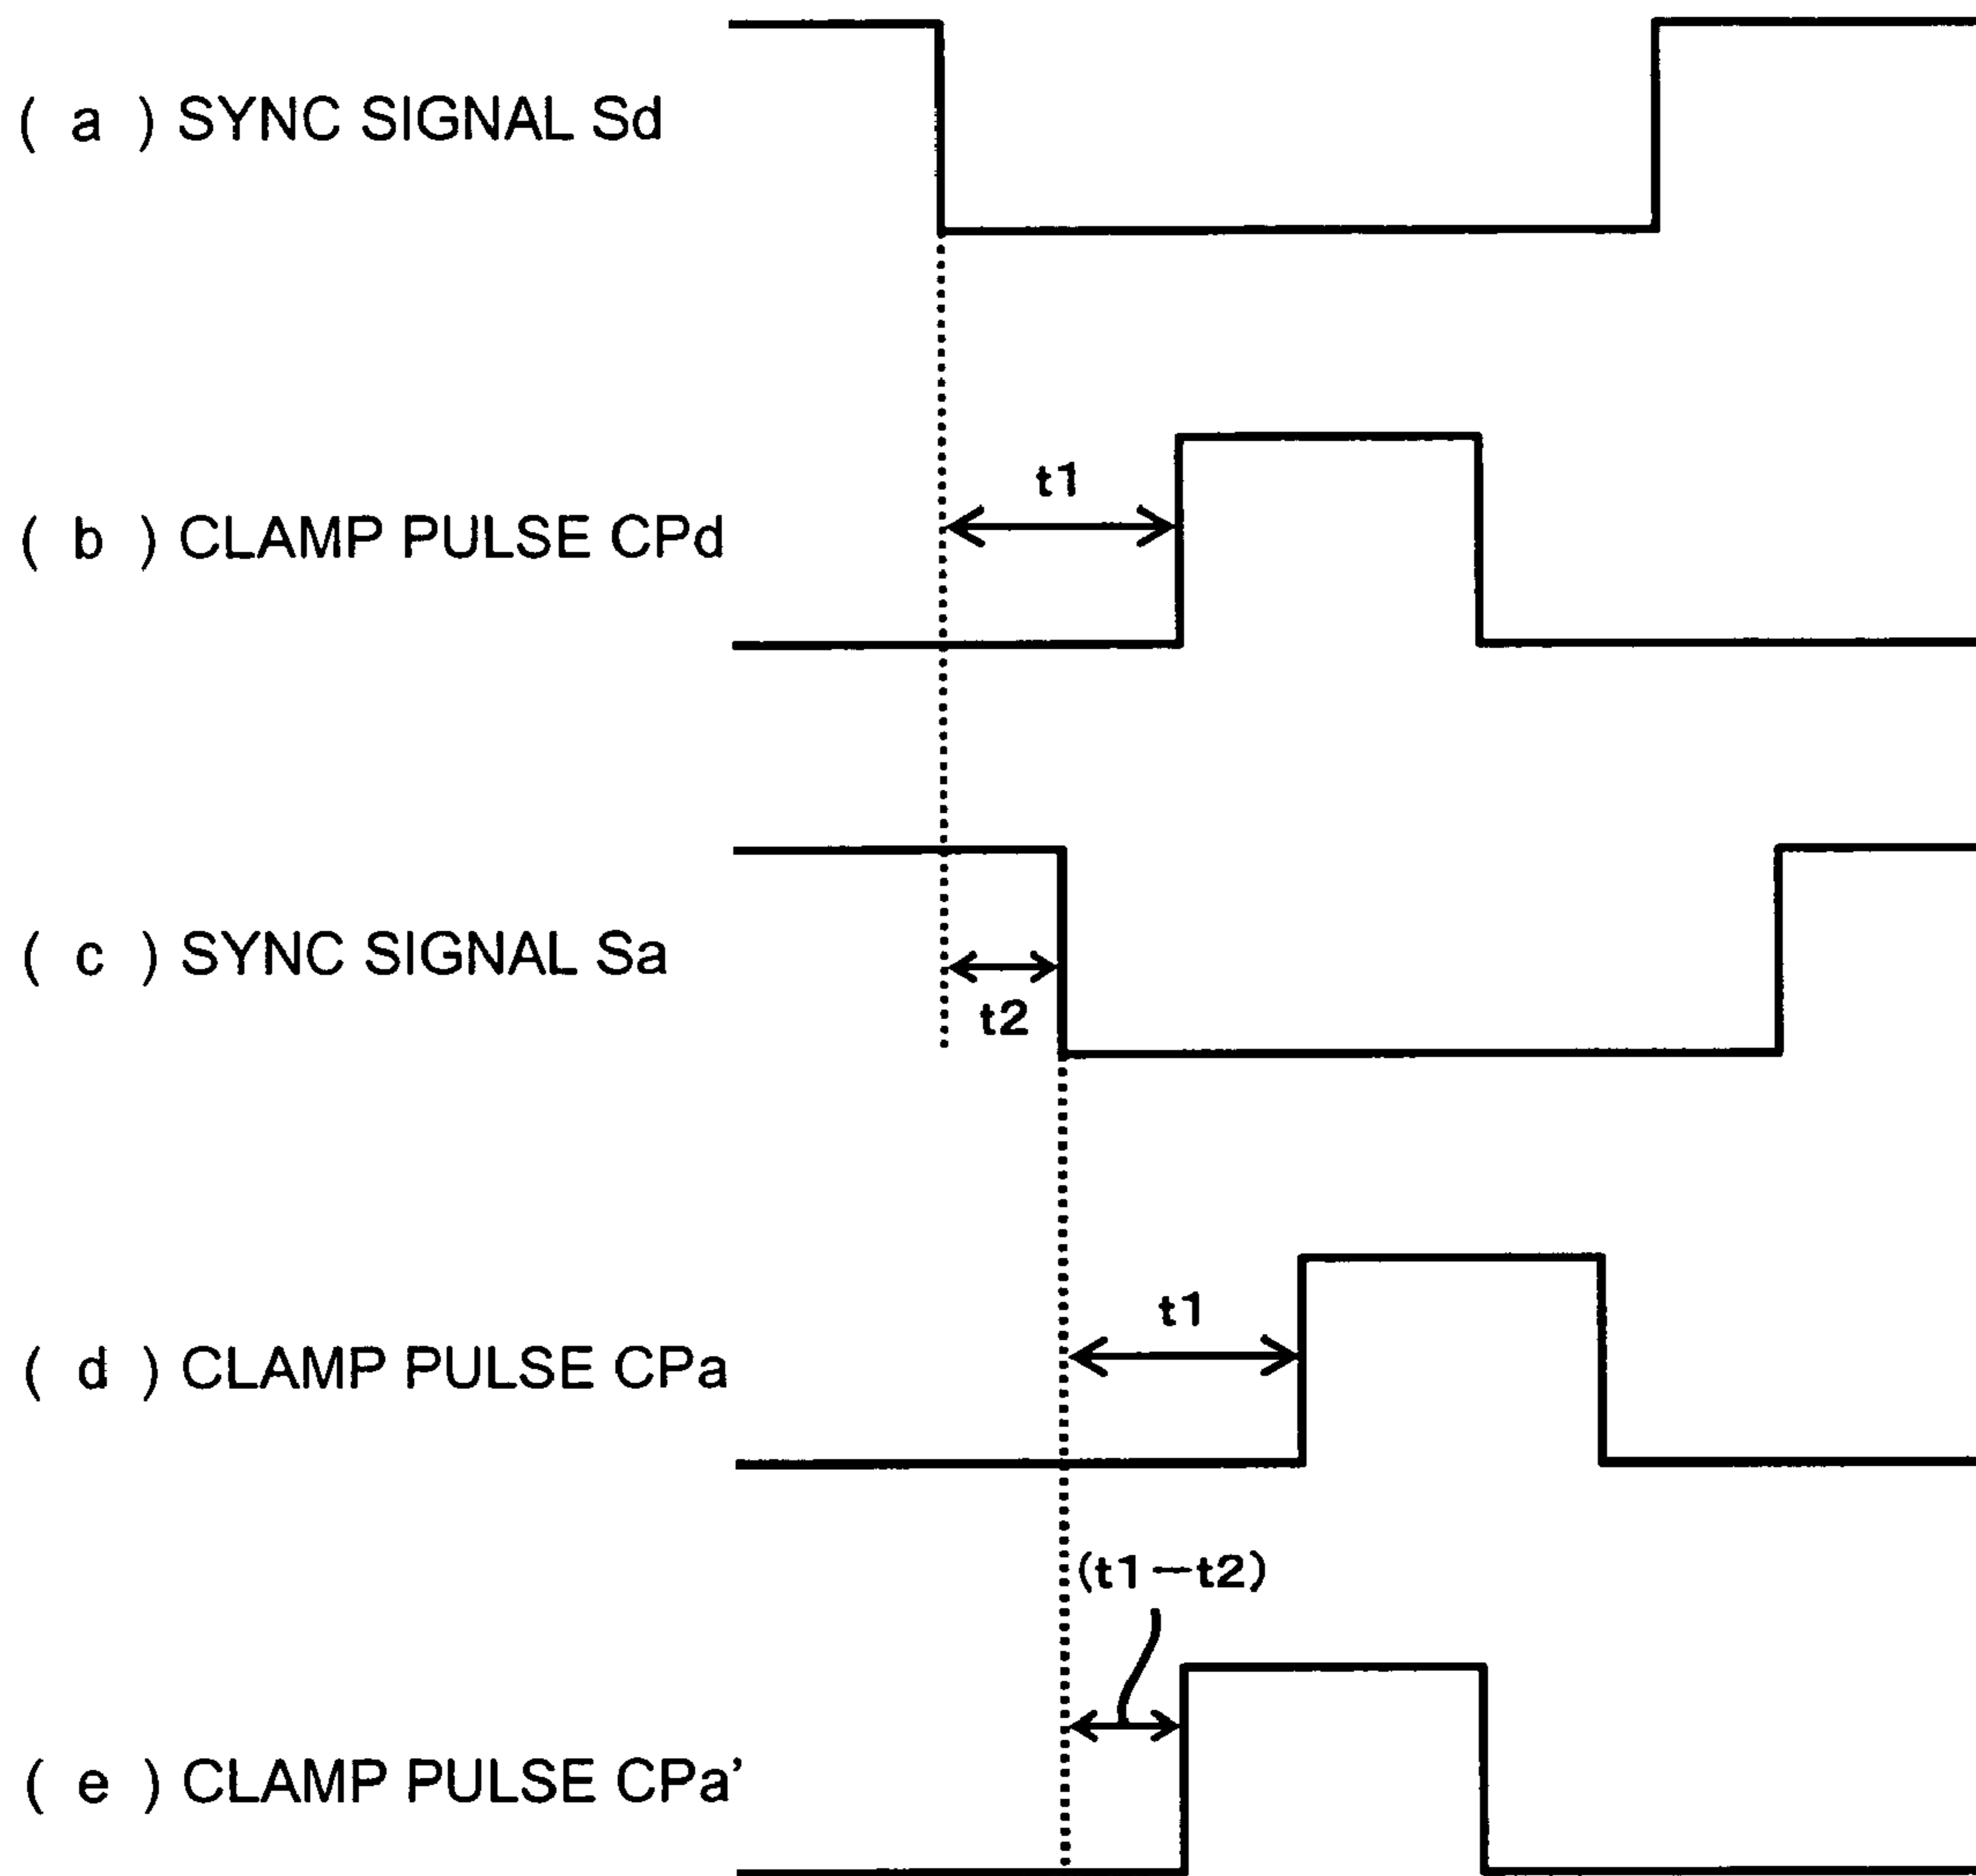 ( a ) SYNC SIGNAL Sd
t1
( b ) CLAMP PULSE CPd
( c ) SYNC SIGNAL Sa
t2
t1
( d ) CLAMP PULSE CPa
(t1−t2)
( e ) CLAMP PULSE CPa’